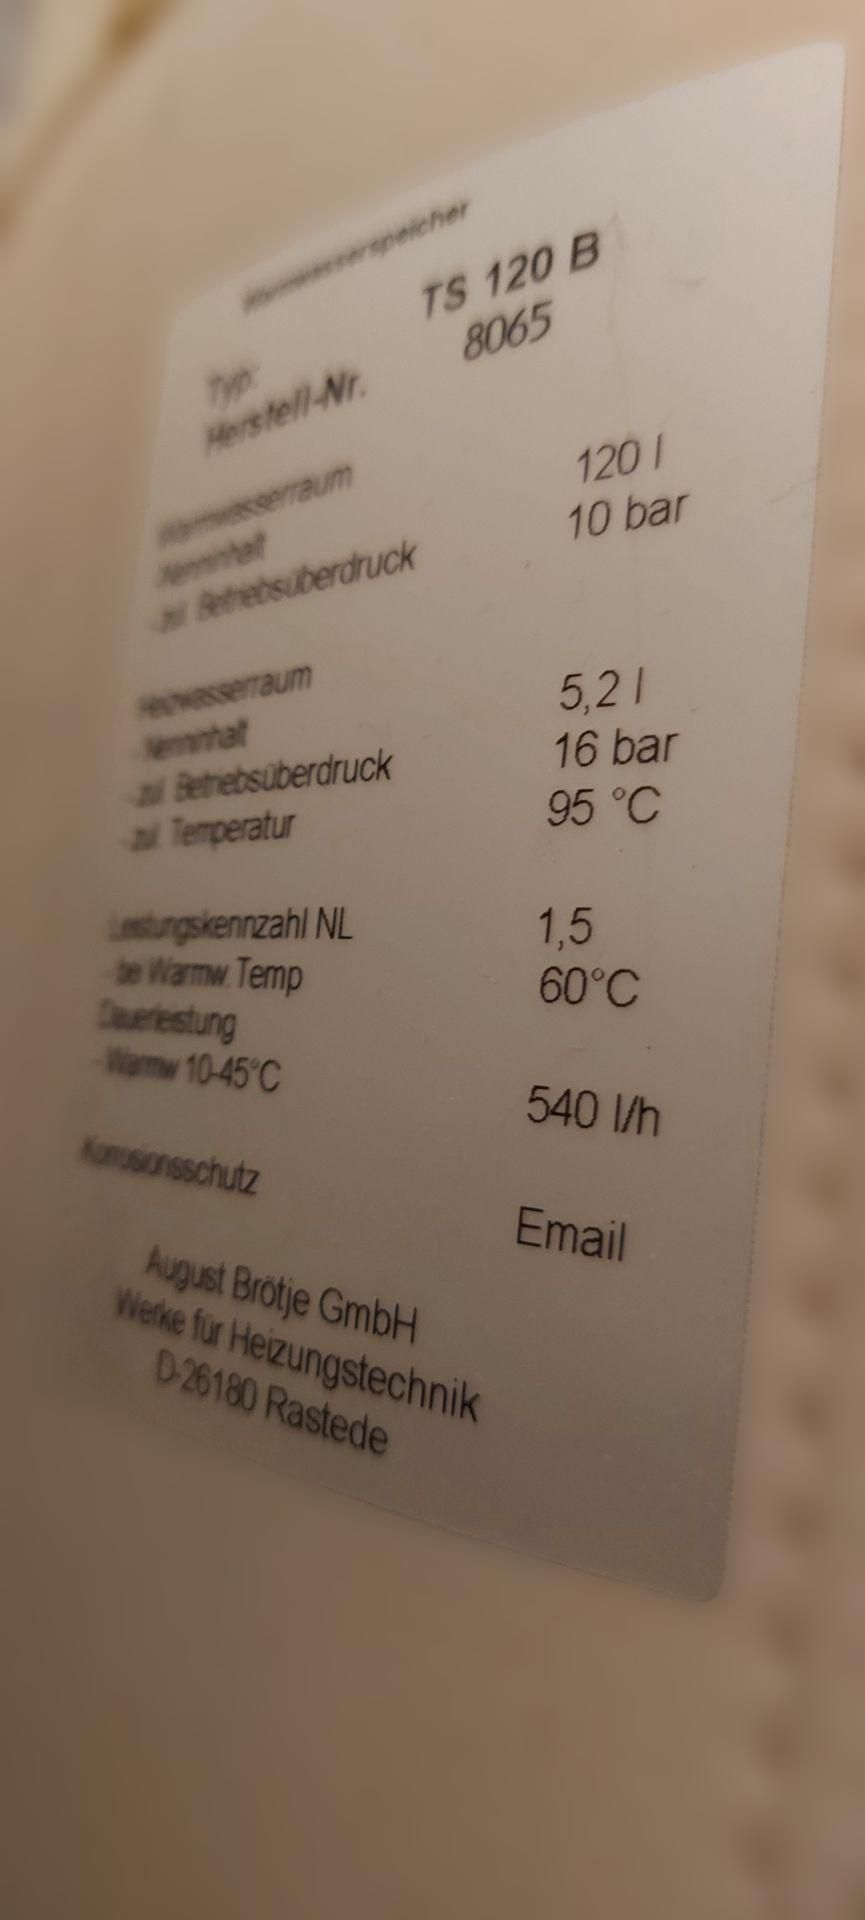 Warmwasserspeicher
Typ: TS 120 B
Herstell-Nr. 8065
Warmwasserraum
- Nenninhalt 120 l
- zul. Betriebsüberdruck 10 bar
Heizwasserraum
- Nenninhalt 5,2 l
- zul. Betriebsüberdruck 16 bar
- zul. Temperatur 95 °C
Leistungskennzahl NL 1,5
- bei Warmw. Temp 60°C
Dauerleistung
- Warmw 10-45°C 540 l/h
Korrosionsschutz Email
August Brötje GmbH
Werke für Heizungstechnik
D-26180 Rastede